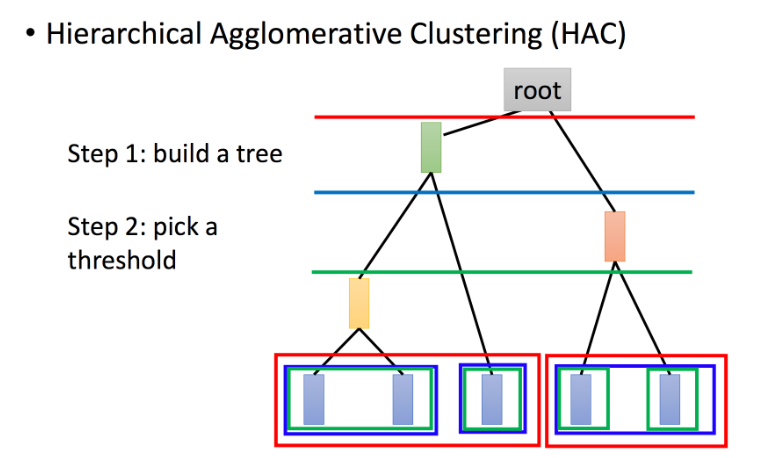 • Hierarchical Agglomerative Clustering (HAC)
root
Step 1: build a tree
Step 2: pick a
threshold